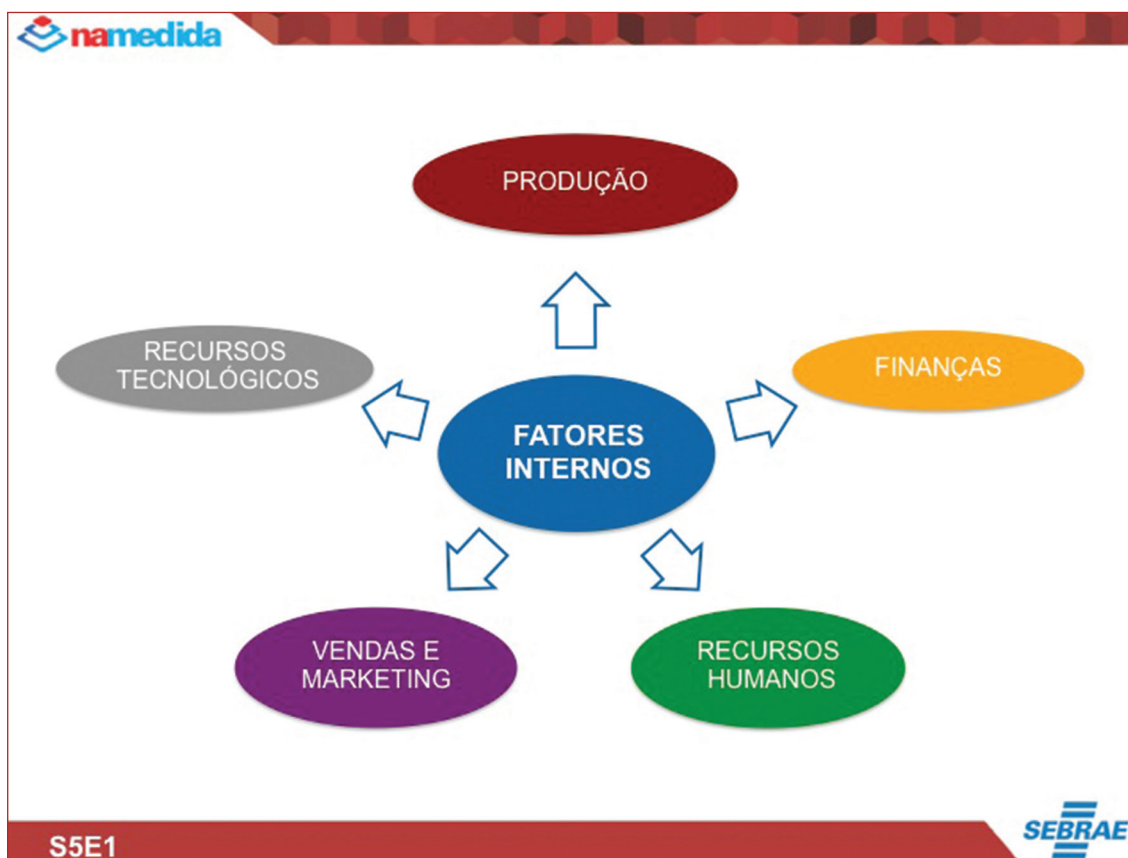 namedida
PRODUÇÃO
RECURSOS
TECNOLÓGICOS
FINANÇAS
FATORES
INTERNOS
VENDAS E
MARKETING
RECURSOS
HUMANOS
S5E1
SEBRAE